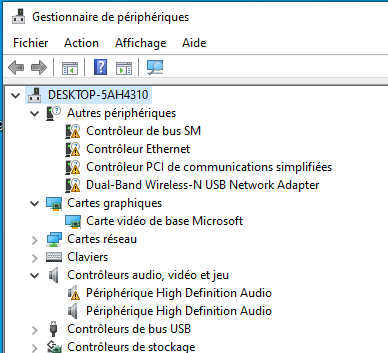 Gestionnaire de périphériques
Fichier Action Affichage Aide
DESKTOP-5AH4310
Autres périphériques
Contrôleur de bus SM
Contrôleur Ethernet
Contrôleur PCI de communications simplifiées
Dual-Band Wireless-N USB Network Adapter
Cartes graphiques
Carte vidéo de base Microsoft
Cartes réseau
Claviers
Contrôleurs audio, vidéo et jeu
Périphérique High Definition Audio
Périphérique High Definition Audio
Contrôleurs de bus USB
Contrôleurs de stockage